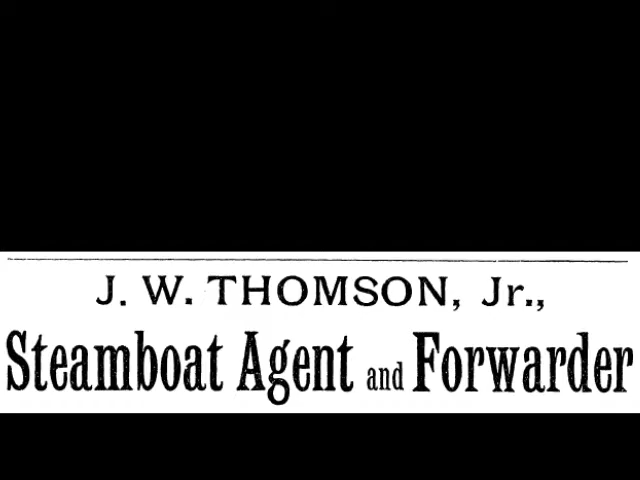 J. W. THOMSON, Jr.,
Steamboat Agent and Forwarder